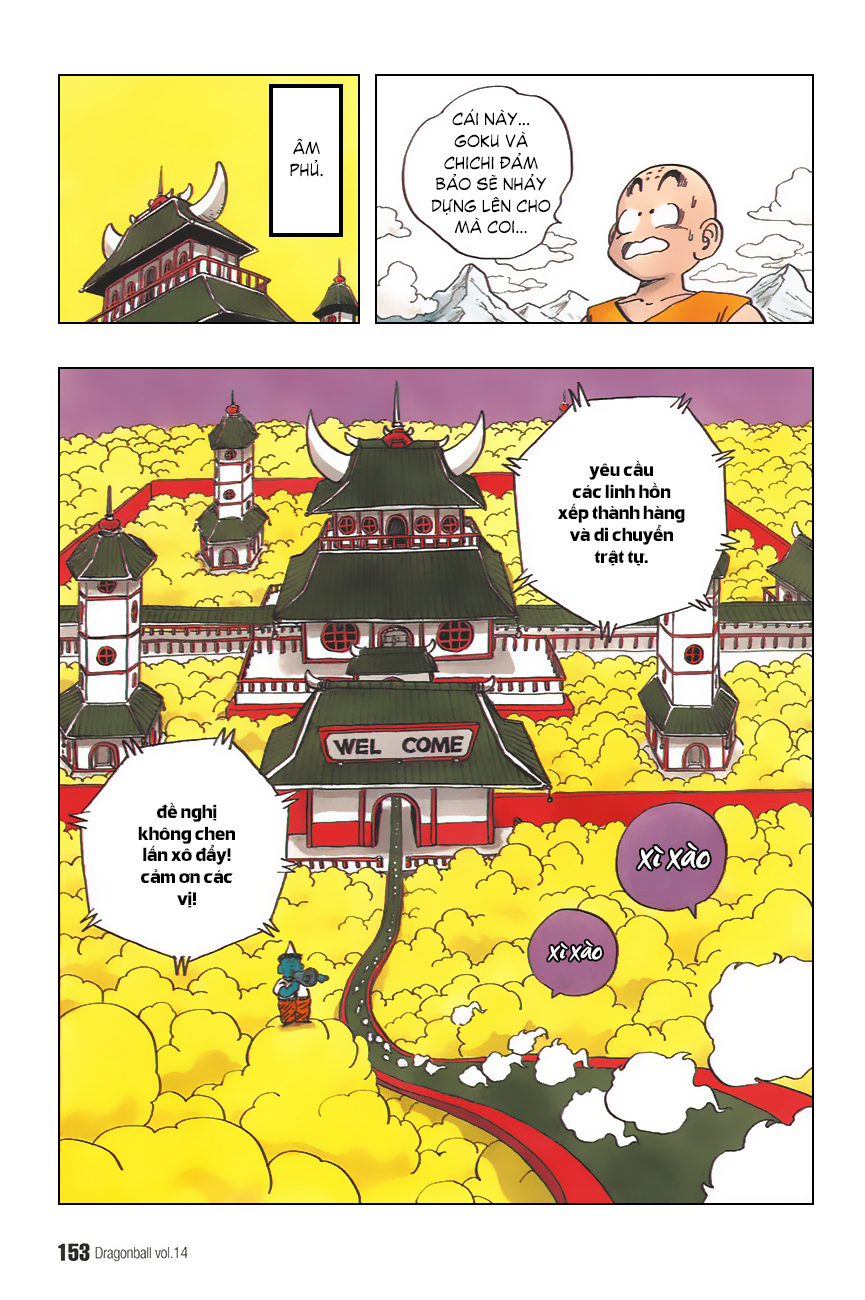 ÂM
PHỦ.
CÁI NÀY...
GOKU VÀ
CHICHI ĐẢM
BẢO SẼ NHẢY
DỰNG LÊN CHO
MÀ COI...
yêu cầu
các linh hồn
xếp thành hàng
và di chuyển
trật tự.
WEL COME
đề nghị
không chen
lấn xô đẩy!
cảm ơn các
vị!
xì xào
xì xào
153 Dragonball vol.14